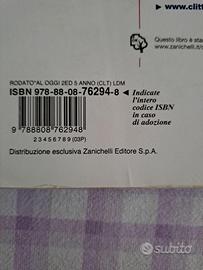 www.clitt
Questo libro è sta
www.zanichelli.it/
RODATO*AL OGGI 2ED 5 ANNO (CLT) LDM
ISBN 978-88-08-76294-8
Indicate
l'intero
codice ISBN
in caso
di adozione
9 788808 762948
2 3 4 5 6 7 8 9 (03P)
Distribuzione esclusiva Zanichelli Editore S.p.A.
subito